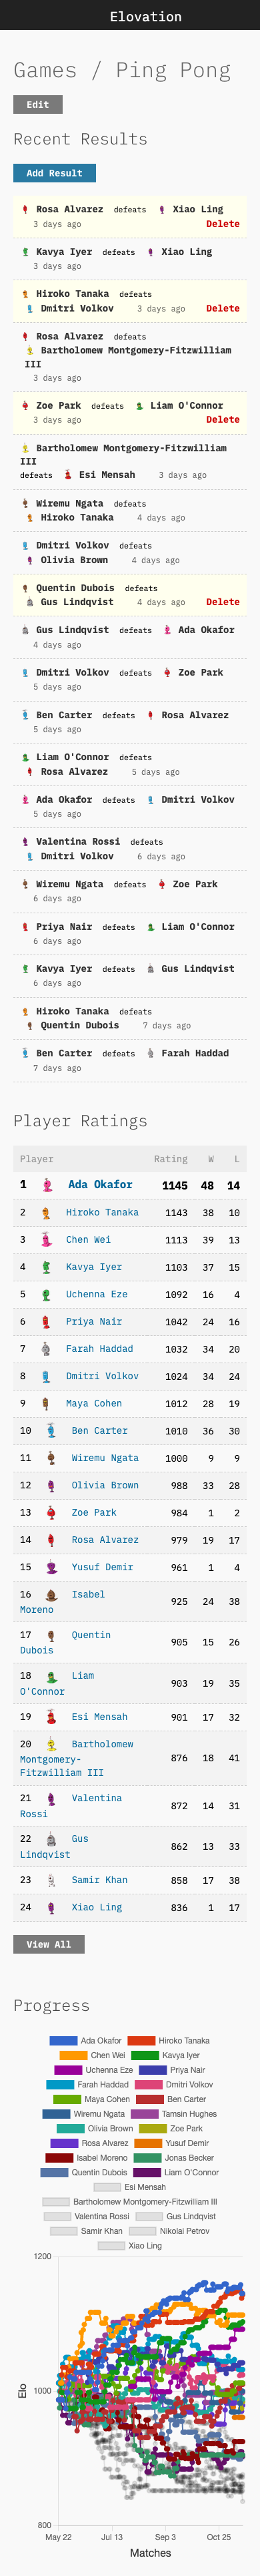 Elovation
Games / Ping Pong
Edit
Recent Results
Add Result
Rosa Alvarez defeats Xiao Ling
3 days ago Delete
Kavya Iyer defeats Xiao Ling
3 days ago
Hiroko Tanaka defeats
Dmitri Volkov 3 days ago Delete
Rosa Alvarez defeats
Bartholomew Montgomery-Fitzwilliam
III
3 days ago
Zoe Park defeats Liam O'Connor
3 days ago Delete
Bartholomew Montgomery-Fitzwilliam
III
defeats Esi Mensah 3 days ago
Wiremu Ngata defeats
Hiroko Tanaka 4 days ago
Dmitri Volkov defeats
Olivia Brown 4 days ago
Quentin Dubois defeats
Gus Lindqvist 4 days ago Delete
Gus Lindqvist defeats Ada Okafor
4 days ago
Dmitri Volkov defeats Zoe Park
5 days ago
Ben Carter defeats Rosa Alvarez
5 days ago
Liam O'Connor defeats
Rosa Alvarez 5 days ago
Ada Okafor defeats Dmitri Volkov
5 days ago
Valentina Rossi defeats
Dmitri Volkov 6 days ago
Wiremu Ngata defeats Zoe Park
6 days ago
Priya Nair defeats Liam O'Connor
6 days ago
Kavya Iyer defeats Gus Lindqvist
6 days ago
Hiroko Tanaka defeats
Quentin Dubois 7 days ago
Ben Carter defeats Farah Haddad
7 days ago
Player Ratings
Player Rating W L
1 Ada Okafor 1145 48 14
2 Hiroko Tanaka 1143 38 10
3 Chen Wei 1113 39 13
4 Kavya Iyer 1103 37 15
5 Uchenna Eze 1092 16 4
6 Priya Nair 1042 24 16
7 Farah Haddad 1032 34 20
8 Dmitri Volkov 1024 34 24
9 Maya Cohen 1012 28 19
10 Ben Carter 1010 36 30
11 Wiremu Ngata 1000 9 9
12 Olivia Brown 988 33 28
13 Zoe Park 984 1 2
14 Rosa Alvarez 979 19 17
15 Yusuf Demir 961 1 4
16 Isabel
Moreno 925 24 38
17 Quentin
Dubois 905 15 26
18 Liam
O'Connor 903 19 35
19 Esi Mensah 901 17 32
20 Bartholomew
Montgomery-
Fitzwilliam III 876 18 41
21 Valentina
Rossi 872 14 31
22 Gus
Lindqvist 862 13 33
23 Samir Khan 858 17 38
24 Xiao Ling 836 1 17
View All
Progress
Ada Okafor Hiroko Tanaka
Chen Wei Kavya Iyer
Uchenna Eze Priya Nair
Farah Haddad Dmitri Volkov
Maya Cohen Ben Carter
Wiremu Ngata Tamsin Hughes
Olivia Brown Zoe Park
Rosa Alvarez Yusuf Demir
Isabel Moreno Jonas Becker
Quentin Dubois Liam O'Connor
Esi Mensah
Bartholomew Montgomery-Fitzwilliam III
Valentina Rossi Gus Lindqvist
Samir Khan Nikolai Petrov
Xiao Ling
1200
1000
800
Elo
May 22 Jul 13 Sep 3 Oct 25
Matches